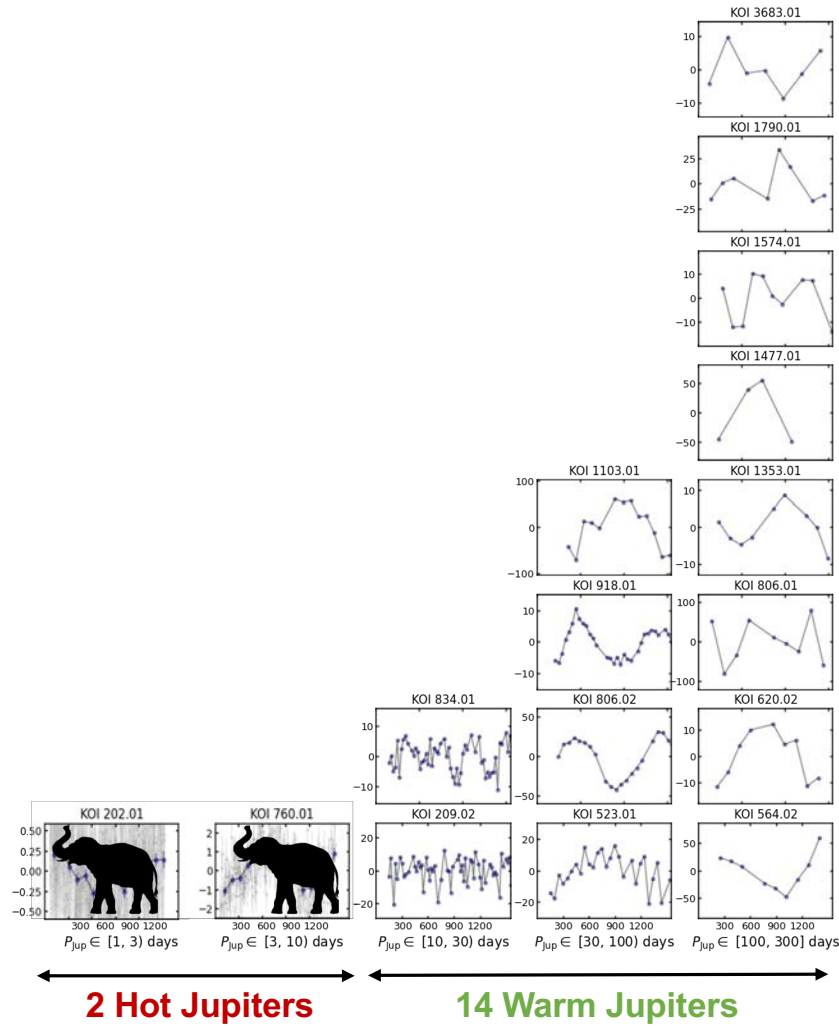 KOI 3683.01
10
0
−10
KOI 1790.01
25
0
−25
KOI 1574.01
10
0
−10
KOI 1477.01
50
0
−50
KOI 1103.01
100
0
−100
KOI 1353.01
10
0
−10
KOI 918.01
10
0
−10
KOI 806.01
100
0
−100
KOI 834.01
10
0
−10
KOI 806.02
50
0
−50
KOI 620.02
10
0
−10
KOI 202.01
0.50
0.25
0.00
−0.25
−0.50
300 600 900 1200
P_Jup ∈ [1, 3) days
KOI 760.01
2
1
0
−1
−2
300 600 900 1200
P_Jup ∈ [3, 10) days
KOI 209.02
20
0
−20
300 600 900 1200
P_Jup ∈ [10, 30) days
KOI 523.01
20
0
−20
300 600 900 1200
P_Jup ∈ [30, 100) days
KOI 564.02
50
0
−50
300 600 900 1200
P_Jup ∈ [100, 300] days
2 Hot Jupiters
14 Warm Jupiters